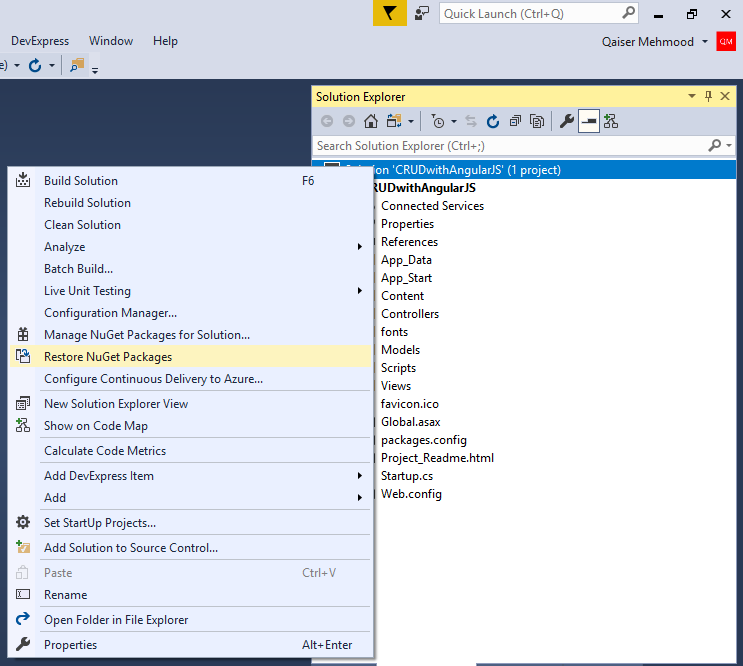 Quick Launch (Ctrl+Q)
DevExpress Window Help
Qaiser Mehmood QM
e)
Solution Explorer
Search Solution Explorer (Ctrl+;)
'CRUDwithAngularJS' (1 project)
RUDwithAngularJS
Connected Services
Properties
References
App_Data
App_Start
Content
Controllers
fonts
Models
Scripts
Views
favicon.ico
Global.asax
packages.config
Project_Readme.html
Startup.cs
Web.config
Build Solution F6
Rebuild Solution
Clean Solution
Analyze
Batch Build...
Live Unit Testing
Configuration Manager...
Manage NuGet Packages for Solution...
Restore NuGet Packages
Configure Continuous Delivery to Azure...
New Solution Explorer View
Show on Code Map
Calculate Code Metrics
Add DevExpress Item
Add
Set StartUp Projects...
Add Solution to Source Control...
Paste Ctrl+V
Rename
Open Folder in File Explorer
Properties Alt+Enter